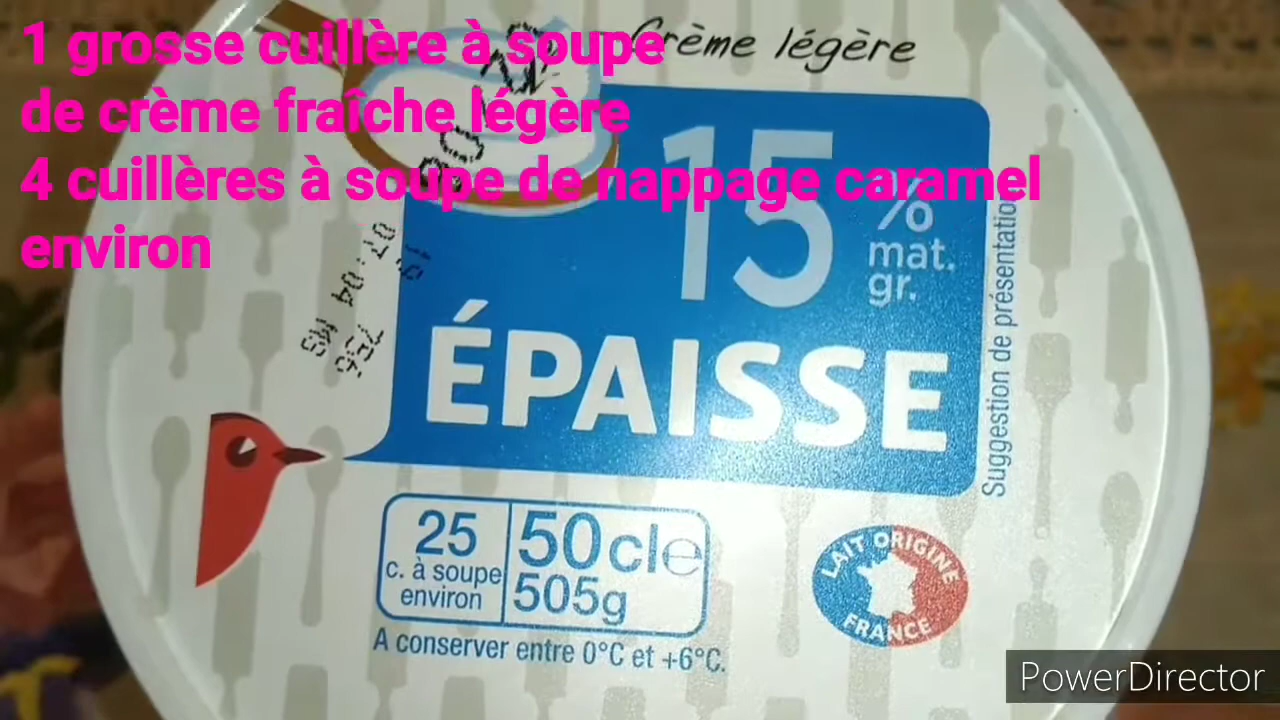 1 grosse cuillère à soupe
de crème fraîche légère
4 cuillères à soupe de nappage caramel
environ
Crème légère
15
%
mat.
gr.
ÉPAISSE
Suggestion de présentation
25
c. à soupe
environ
50cl℮
505g
A conserver entre 0°C et +6°C.
LAIT ORIGINE
FRANCE
PowerDirector